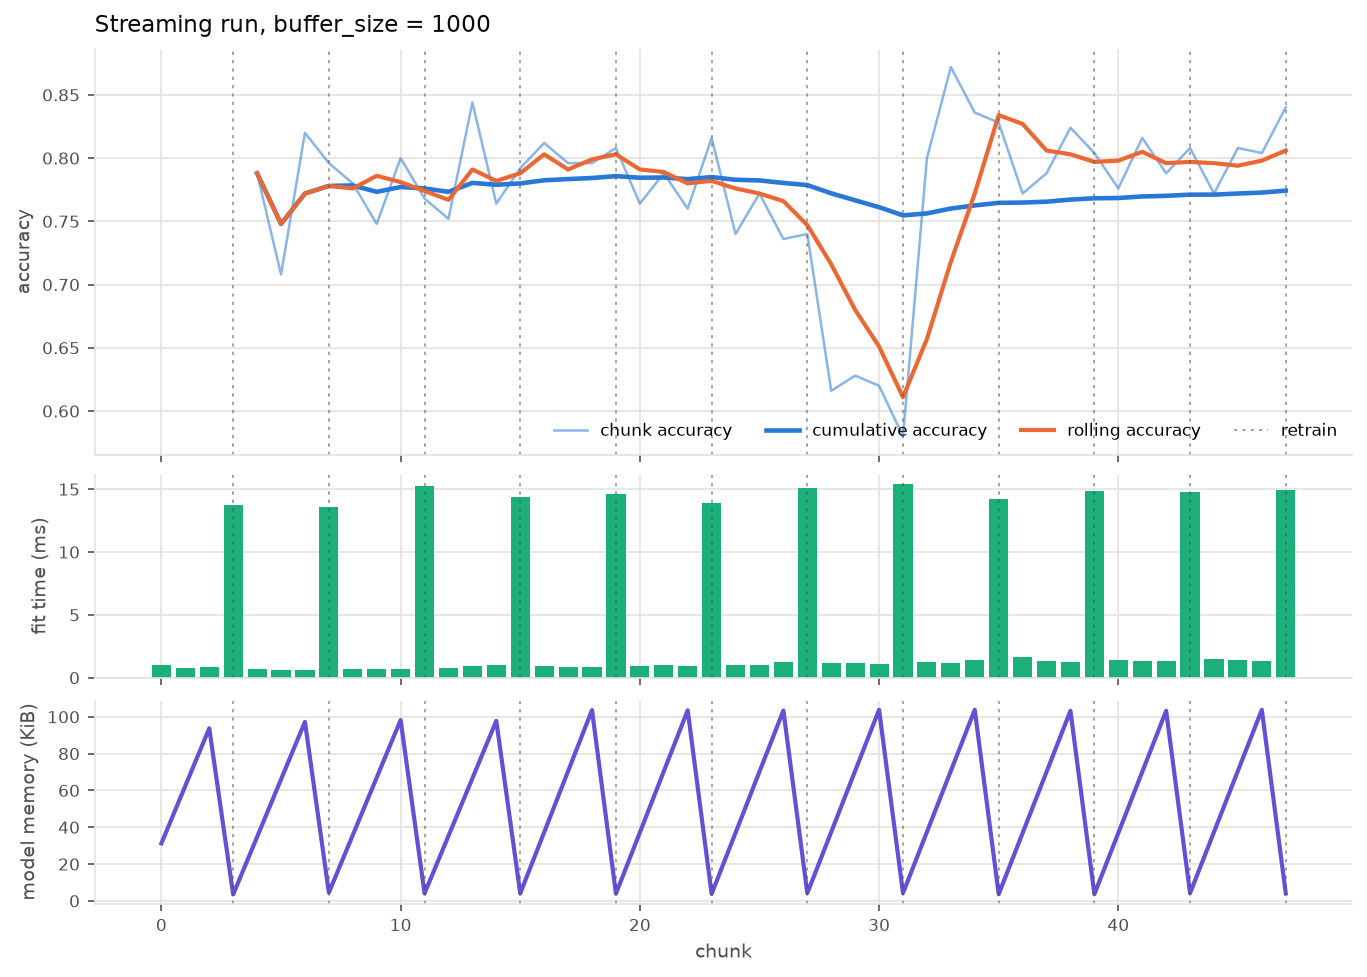 Streaming run, buffer_size = 1000
accuracy
0.85
0.80
0.75
0.70
0.65
0.60
chunk accuracy
cumulative accuracy
rolling accuracy
retrain
fit time (ms)
15
10
5
0
model memory (KiB)
100
80
60
40
20
0
0
10
20
30
40
chunk